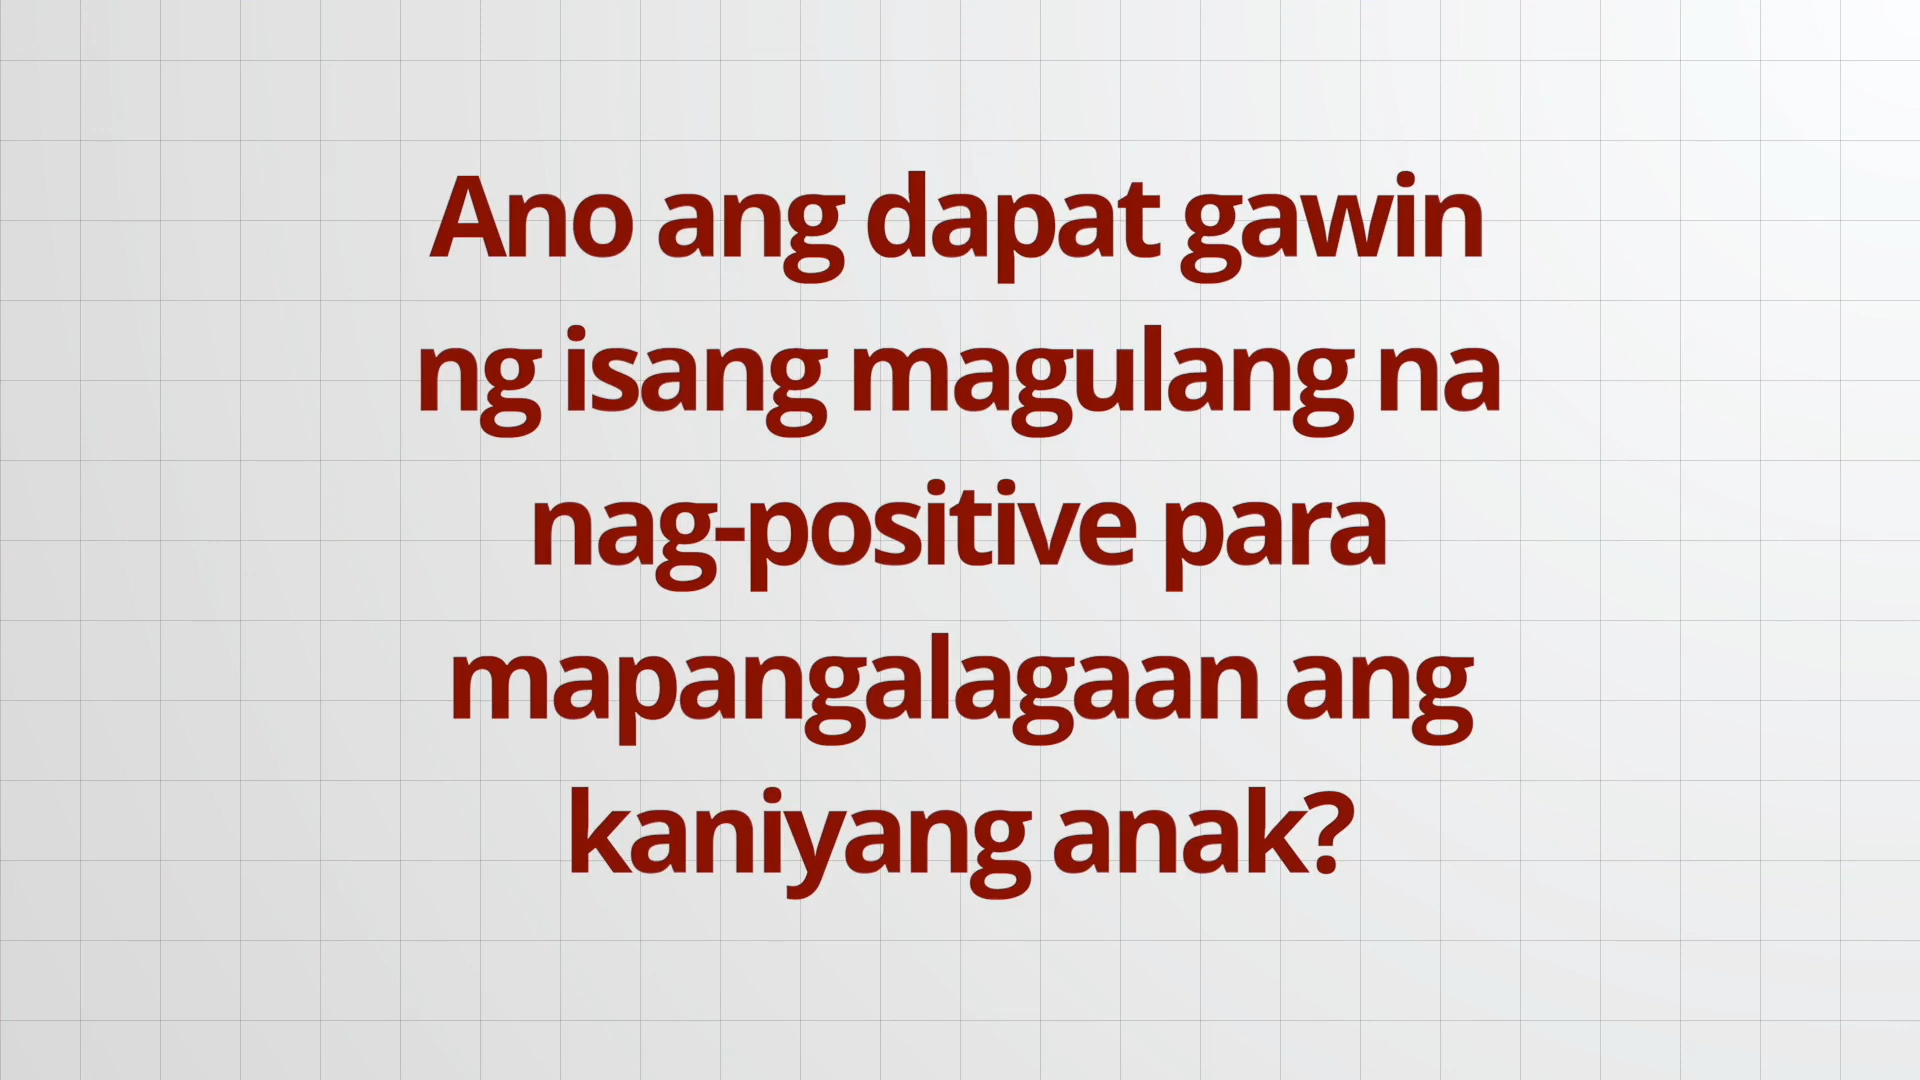 Ano ang dapat gawin
ng isang magulang na
nag-positive para
mapangalagaan ang
kaniyang anak?